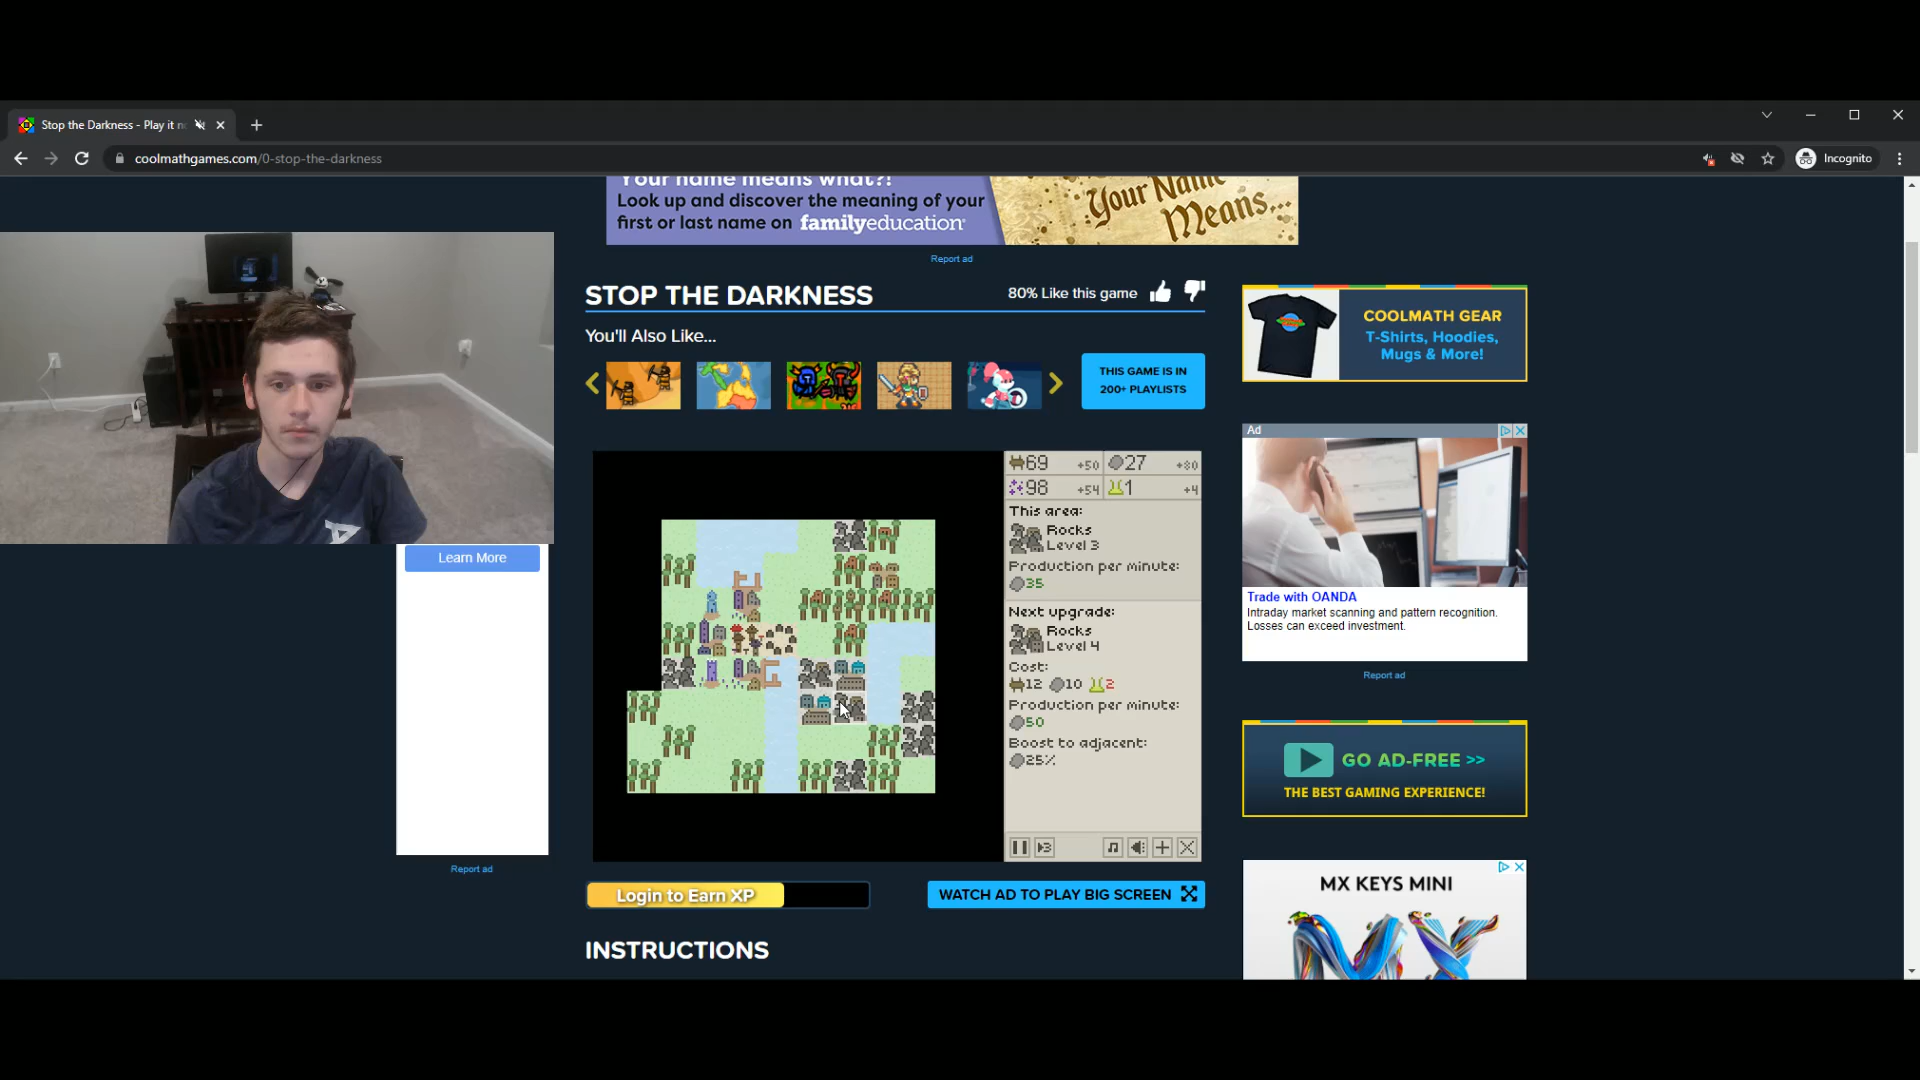 Stop the Darkness - Play it n
coolmathgames.com/0-stop-the-darkness
Incognito
Your name means what?!
Look up and discover the meaning of your
first or last name on familyeducation
Your Name
Means...
Report ad
STOP THE DARKNESS
80% Like this game
You'll Also Like...
THIS GAME IS IN
200+ PLAYLISTS
COOLMATH GEAR
T-Shirts, Hoodies,
Mugs & More!
Ad
Trade with OANDA
Intraday market scanning and pattern recognition.
Losses can exceed investment.
Report ad
69 +50 27 +80
98 +54 1 +4
This area:
Rocks
Level 3
Production per minute:
35
Next upgrade:
Rocks
Level 4
Cost:
12 10 2
Production per minute:
50
Boost to adjacent:
25%
Learn More
Report ad
GO AD-FREE >>
THE BEST GAMING EXPERIENCE!
Login to Earn XP
WATCH AD TO PLAY BIG SCREEN
MX KEYS MINI
INSTRUCTIONS